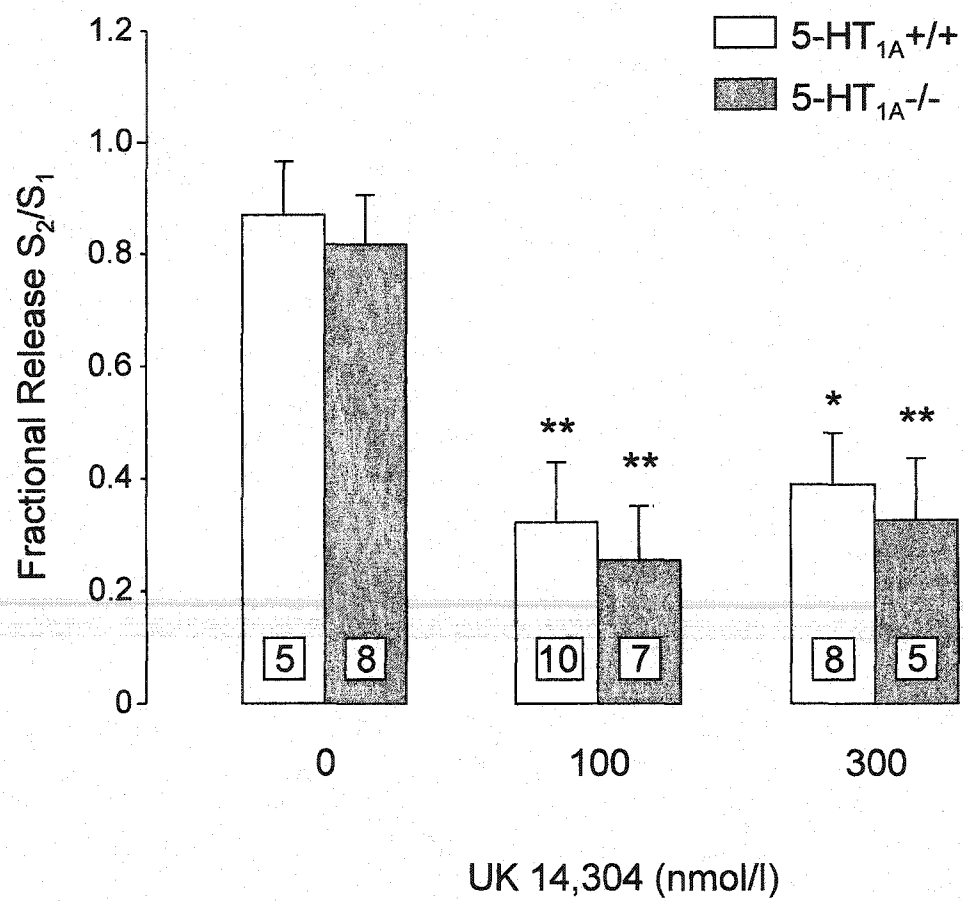 1.2
5-HT1A+/+
5-HT1A-/-
1.0
Fractional Release S2/S1
0.8
0.6
* 
** ** **
0.4
0.2
5 8 10 7 8 5
0
0 100 300
UK 14,304 (nmol/l)